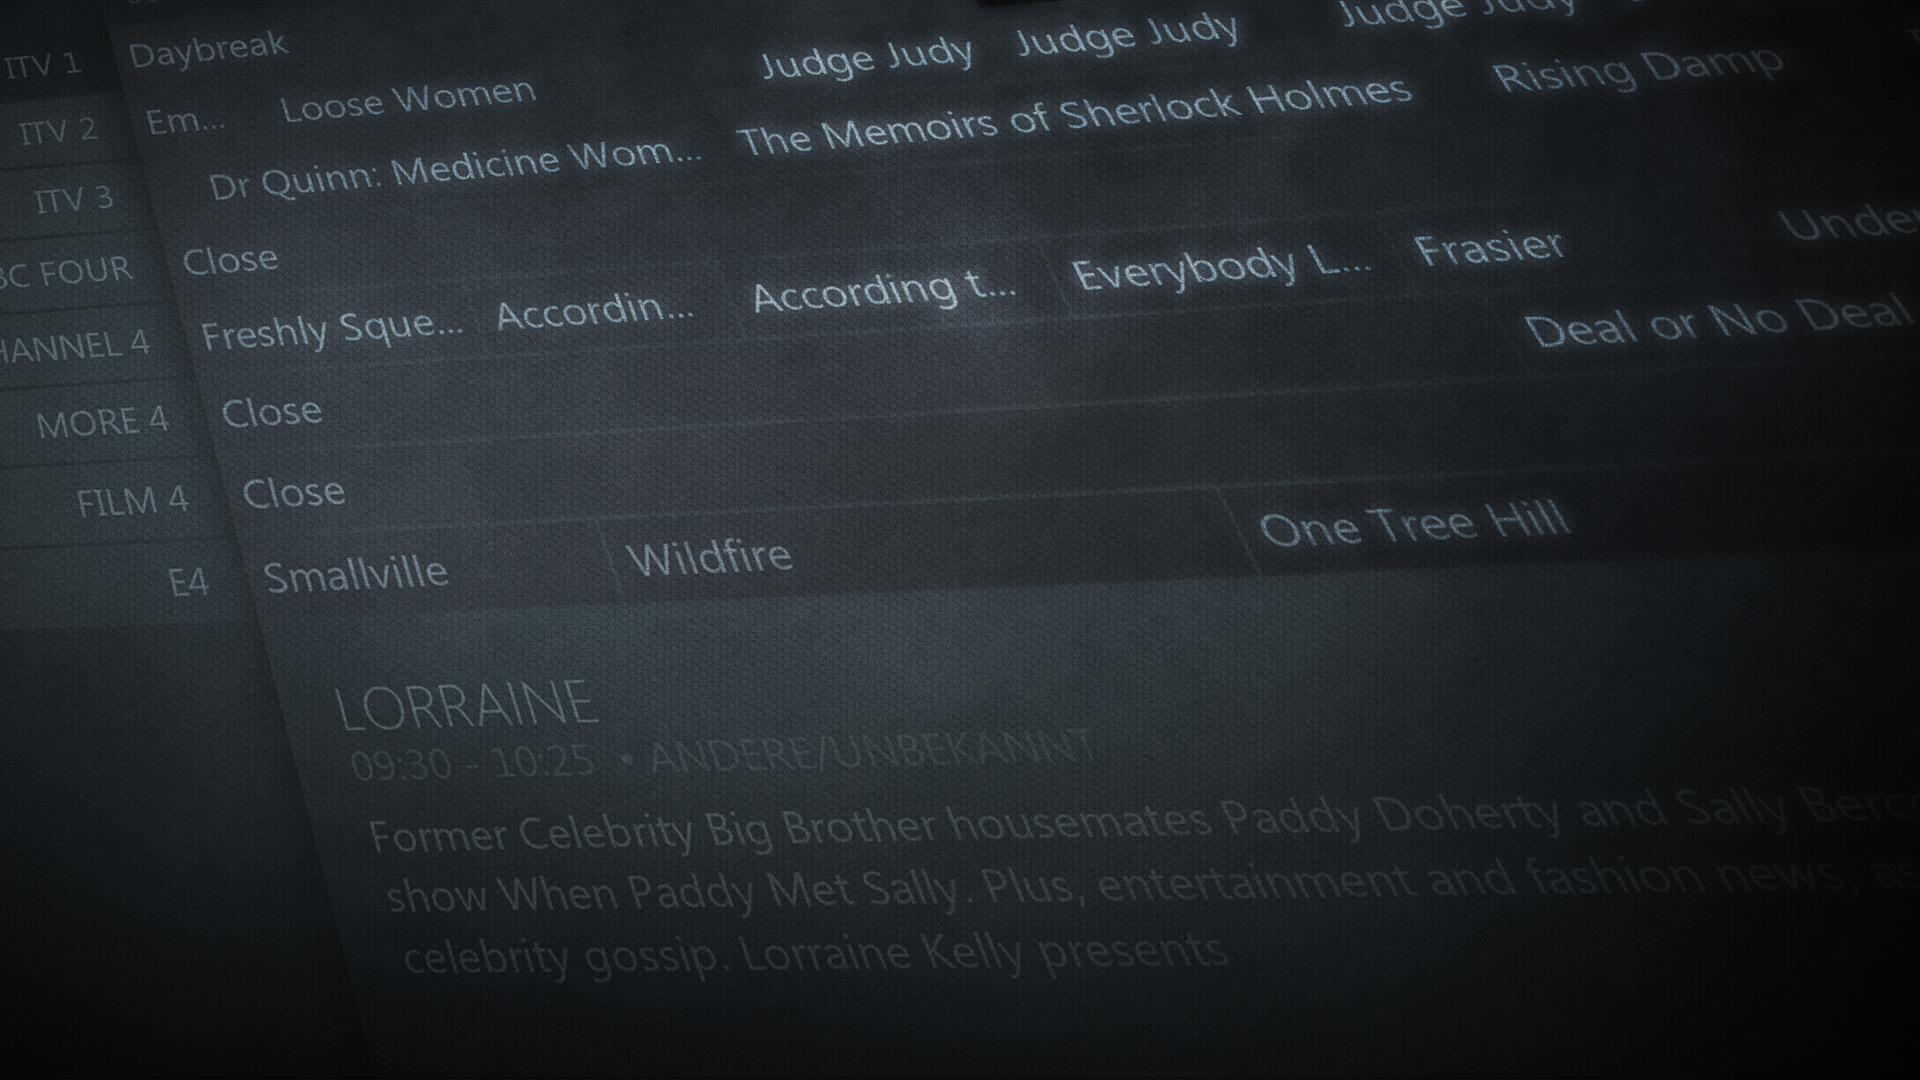 ITV 1 Daybreak
ITV 2 Em... Loose Women Judge Judy Judge Judy Judge Judy
ITV 3 Dr Quinn: Medicine Wom... The Memoirs of Sherlock Holmes Rising Damp
BC FOUR Close
HANNEL 4 Freshly Sque... Accordin... According t... Everybody L... Frasier Under
MORE 4 Close Deal or No Deal
FILM 4 Close
E4 Smallville Wildfire One Tree Hill
LORRAINE
09:30 - 10:25 • ANDERE/UNBEKANNT
Former Celebrity Big Brother housemates Paddy Doherty and Sally Berco
show When Paddy Met Sally. Plus, entertainment and fashion news, as
celebrity gossip. Lorraine Kelly presents